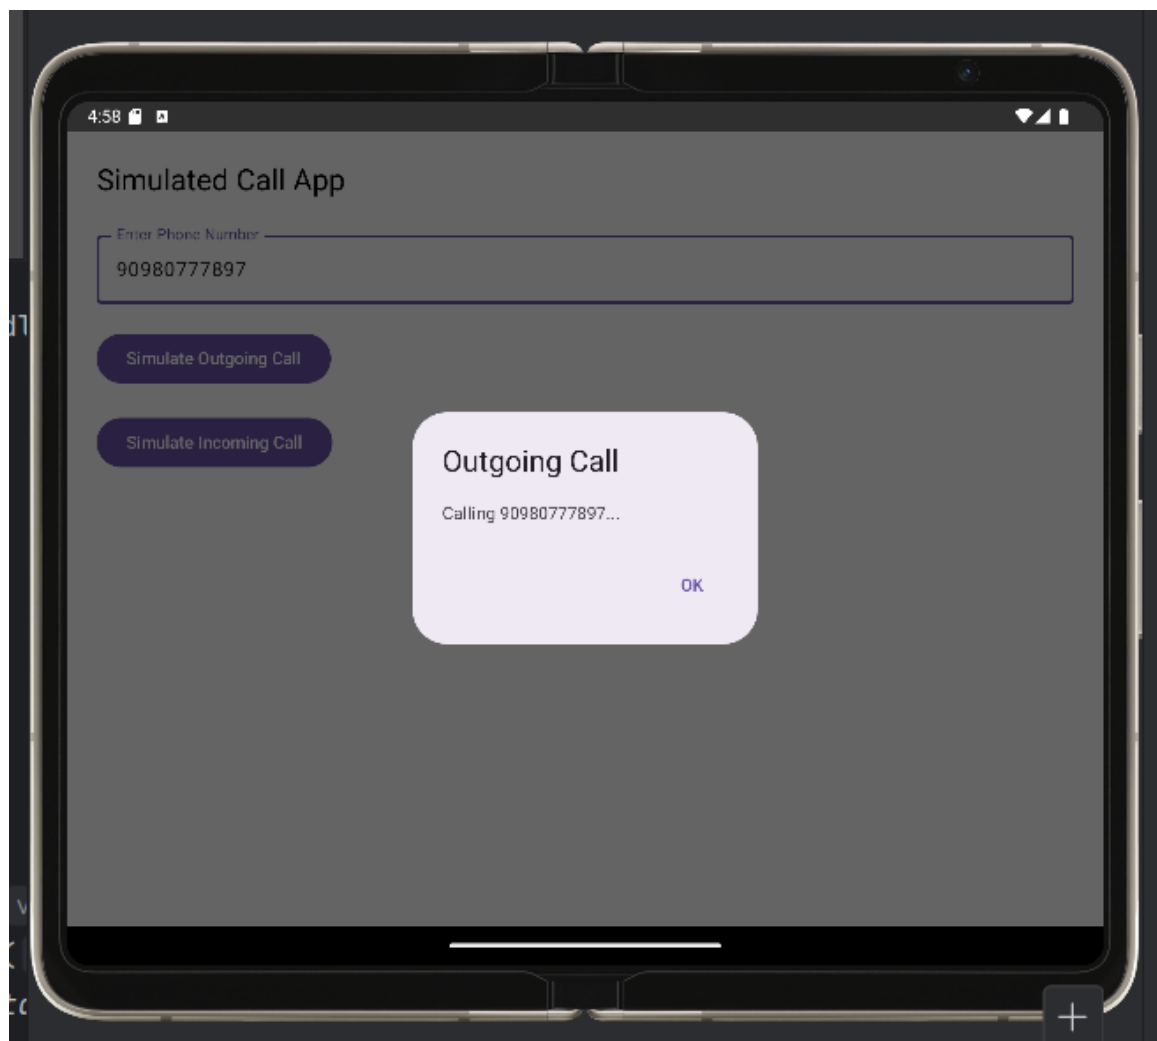 4:58
Simulated Call App
Enter Phone Number
90980777897
Simulate Outgoing Call
Simulate Incoming Call
Outgoing Call
Calling 90980777897...
OK